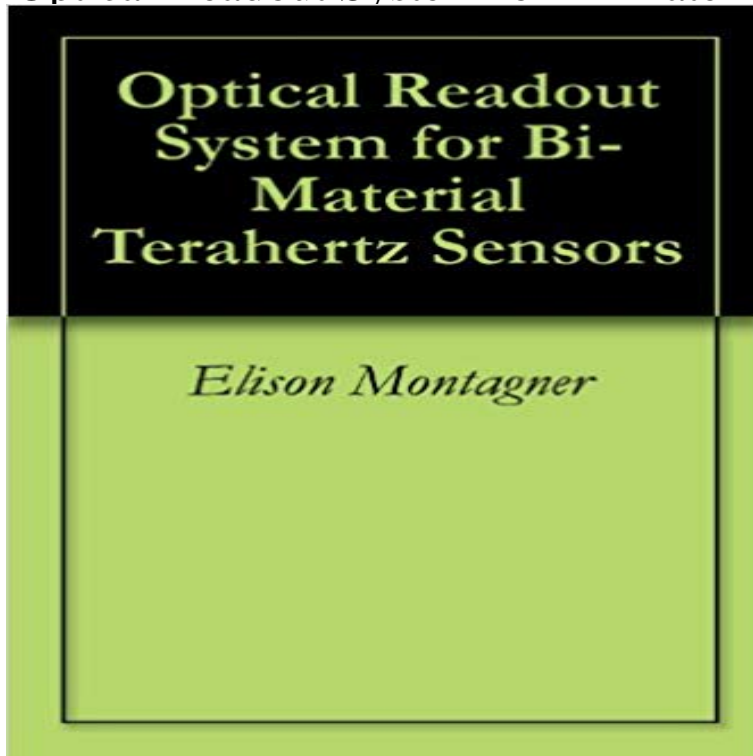 Optical Readout
System for Bi-
Material
Terahertz Sensors
Elison Montagner